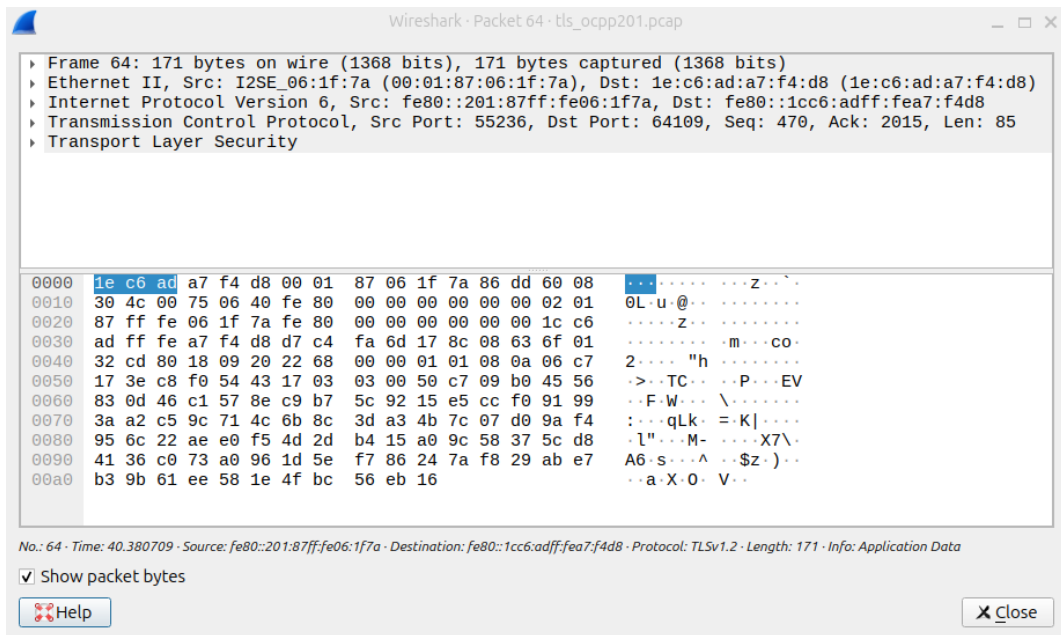 Wireshark · Packet 64 · tls_ocpp201.pcap
Frame 64: 171 bytes on wire (1368 bits), 171 bytes captured (1368 bits)
Ethernet II, Src: I2SE_06:1f:7a (00:01:87:06:1f:7a), Dst: 1e:c6:ad:a7:f4:d8 (1e:c6:ad:a7:f4:d8)
Internet Protocol Version 6, Src: fe80::201:87ff:fe06:1f7a, Dst: fe80::1cc6:adff:fea7:f4d8
Transmission Control Protocol, Src Port: 55236, Dst Port: 64109, Seq: 470, Ack: 2015, Len: 85
Transport Layer Security
0000 1e c6 ad a7 f4 d8 00 01 87 06 1f 7a 86 dd 60 08 ········ ···z··`·
0010 30 4c 00 75 06 40 fe 80 00 00 00 00 00 00 02 01 0L·u·@·· ········
0020 87 ff fe 06 1f 7a fe 80 00 00 00 00 00 00 1c c6 ·····z·· ········
0030 ad ff fe a7 f4 d8 d7 c4 fa 6d 17 8c 08 63 6f 01 ········ ·m···co·
0040 32 cd 80 18 09 20 22 68 00 00 01 01 08 0a 06 c7 2···· "h ········
0050 17 3e c8 f0 54 43 17 03 03 00 50 c7 09 b0 45 56 ·>··TC·· ··P···EV
0060 83 0d 46 c1 57 8e c9 b7 5c 92 15 e5 cc f0 91 99 ··F·W··· \·······
0070 3a a2 c5 9c 71 4c 6b 8c 3d a3 4b 7c 07 d0 9a f4 :···qLk· =·K|····
0080 95 6c 22 ae e0 f5 4d 2d b4 15 a0 9c 58 37 5c d8 ·l"···M- ····X7\·
0090 41 36 c0 73 a0 96 1d 5e f7 86 24 7a f8 29 ab e7 A6·s···^ ··$z·)··
00a0 b3 9b 61 ee 58 1e 4f bc 56 eb 16 ··a·X·O· V··
No.: 64 · Time: 40.380709 · Source: fe80::201:87ff:fe06:1f7a · Destination: fe80::1cc6:adff:fea7:f4d8 · Protocol: TLSv1.2 · Length: 171 · Info: Application Data
Show packet bytes
Help
Close